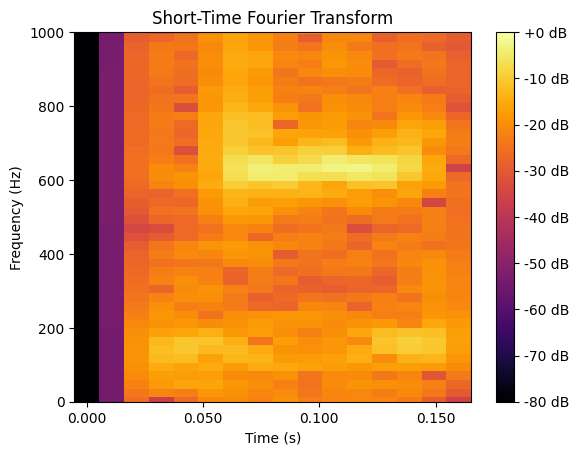 Short-Time Fourier Transform
1000
800
600
400
200
0
Frequency (Hz)
0.000
0.050
0.100
0.150
Time (s)
+0 dB
-10 dB
-20 dB
-30 dB
-40 dB
-50 dB
-60 dB
-70 dB
-80 dB